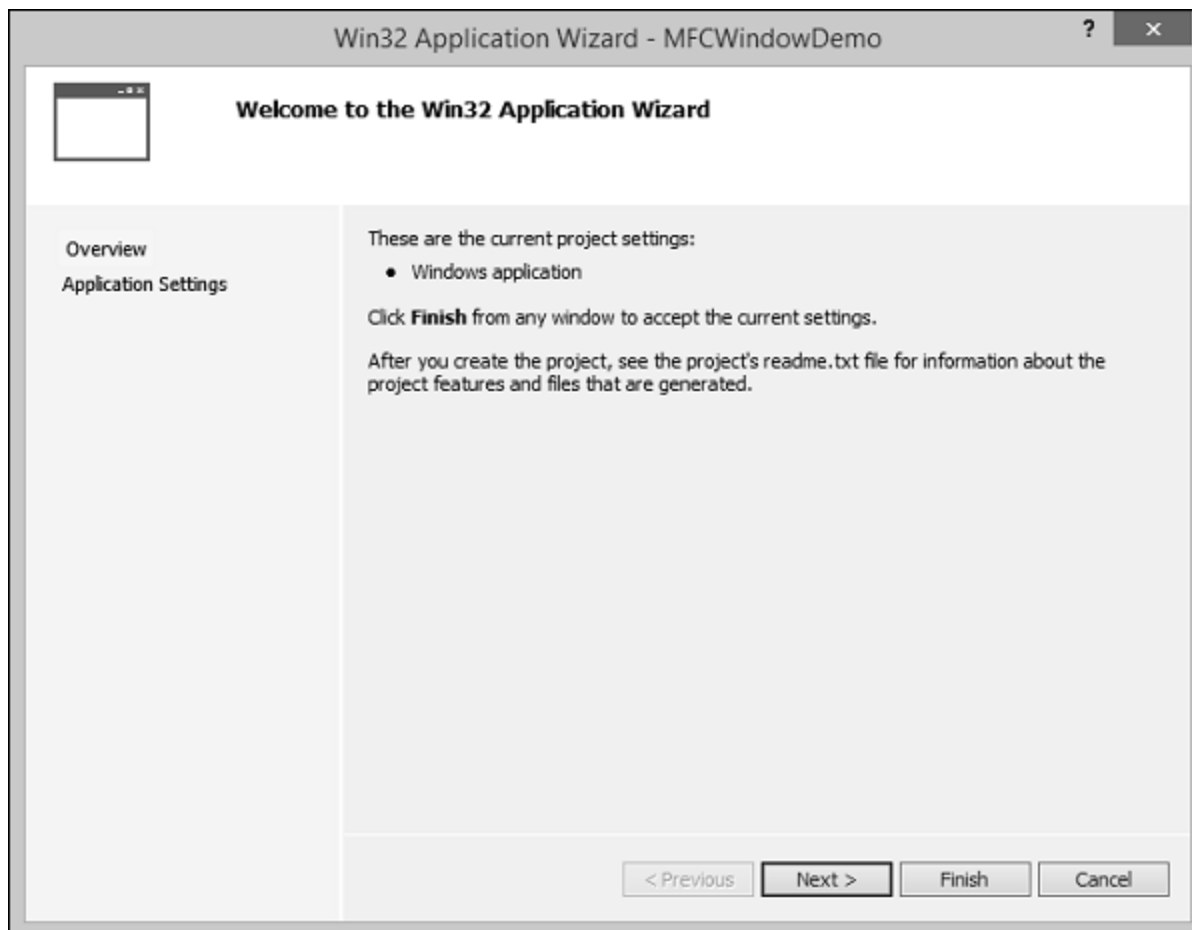 Win32 Application Wizard - MFCWindowDemo
?
Welcome to the Win32 Application Wizard
Overview
Application Settings
These are the current project settings:
• Windows application
Click Finish from any window to accept the current settings.
After you create the project, see the project's readme.txt file for information about the
project features and files that are generated.
< Previous
Next >
Finish
Cancel